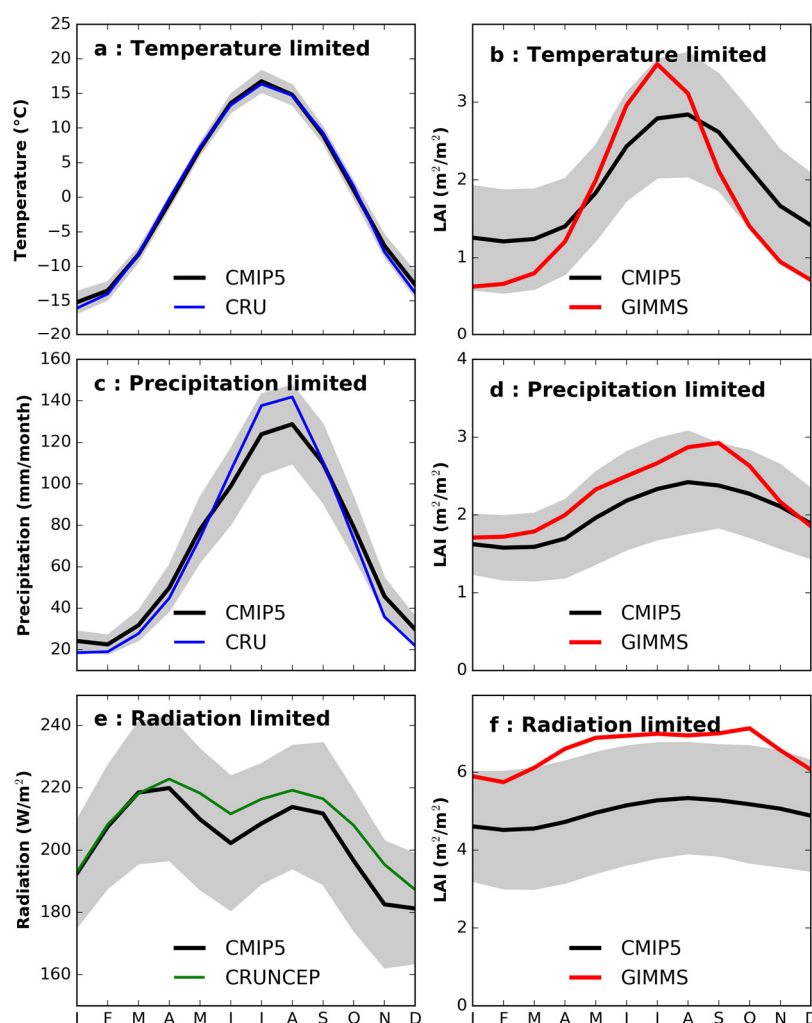 a : Temperature limited
Temperature (°C)
25
20
15
10
5
0
−5
−10
−15
−20
CMIP5
CRU
b : Temperature limited
LAI (m²/m²)
3
2
1
0
CMIP5
GIMMS
c : Precipitation limited
Precipitation (mm/month)
160
140
120
100
80
60
40
20
CMIP5
CRU
d : Precipitation limited
LAI (m²/m²)
4
3
2
1
0
CMIP5
GIMMS
e : Radiation limited
Radiation (W/m²)
240
220
200
180
160
CMIP5
CRUNCEP
J F M A M J J A S O N D
f : Radiation limited
LAI (m²/m²)
6
4
2
0
CMIP5
GIMMS
J F M A M J J A S O N D